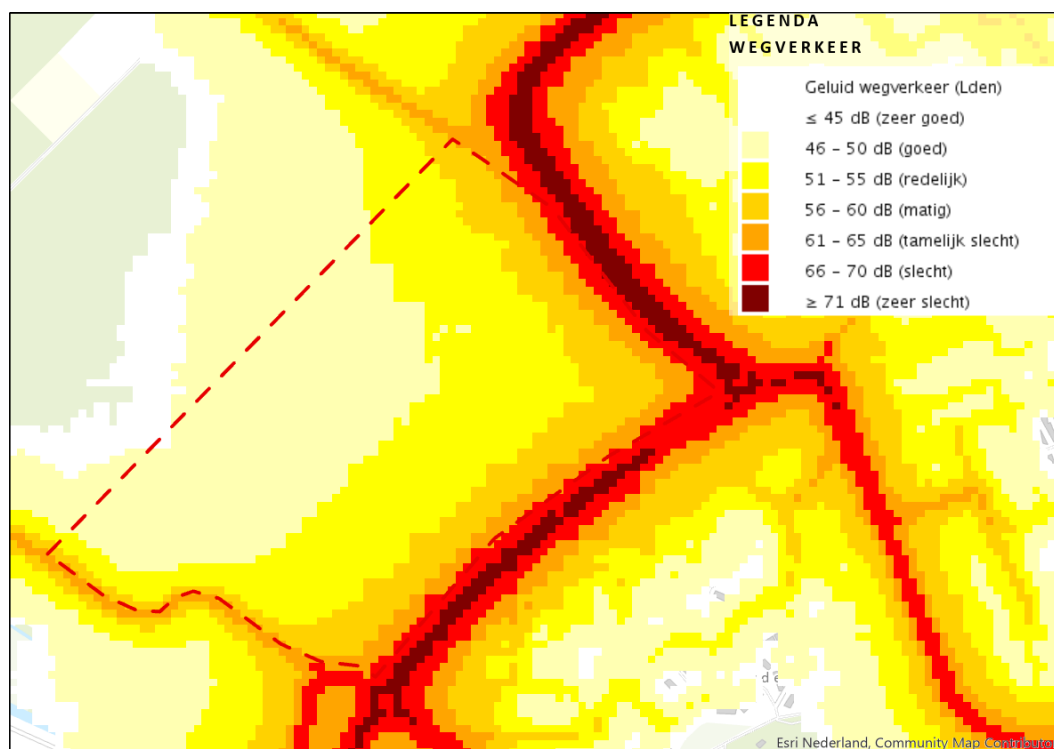 LEGENDA
WEGVERKEER
Geluid wegverkeer (Lden)
≤ 45 dB (zeer goed)
46 – 50 dB (goed)
51 – 55 dB (redelijk)
56 – 60 dB (matig)
61 – 65 dB (tamelijk slecht)
66 – 70 dB (slecht)
≥ 71 dB (zeer slecht)
d e
Esri Nederland, Community Map Contributo